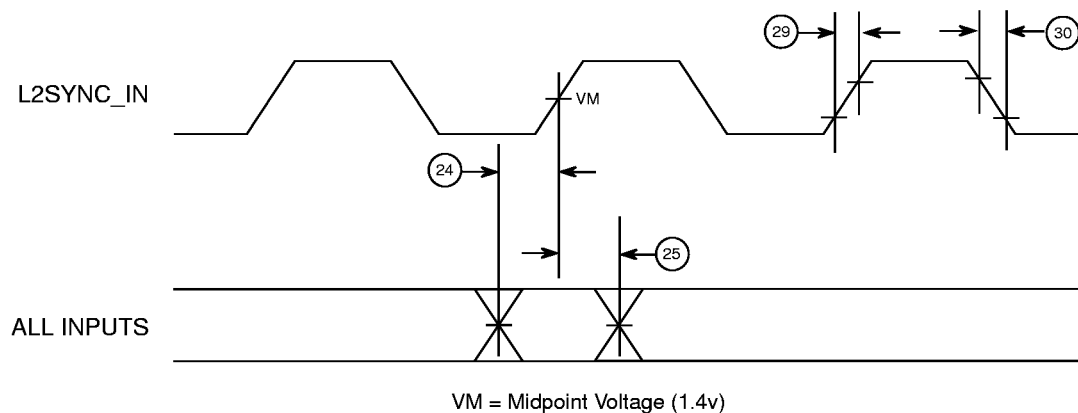 29
30
L2SYNC_IN
VM
24
25
ALL INPUTS
VM = Midpoint Voltage (1.4v)